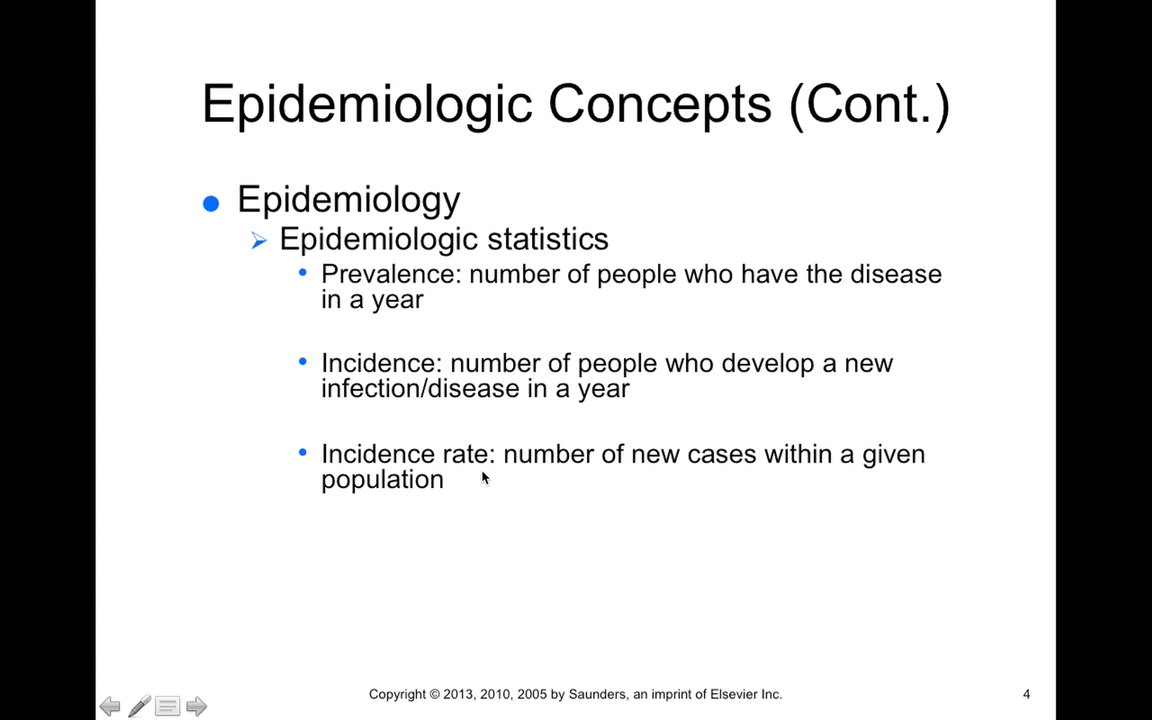 Epidemiologic Concepts (Cont.)
Epidemiology
Epidemiologic statistics
Prevalence: number of people who have the disease
in a year
Incidence: number of people who develop a new
infection/disease in a year
Incidence rate: number of new cases within a given
population
Copyright © 2013, 2010, 2005 by Saunders, an imprint of Elsevier Inc.
4